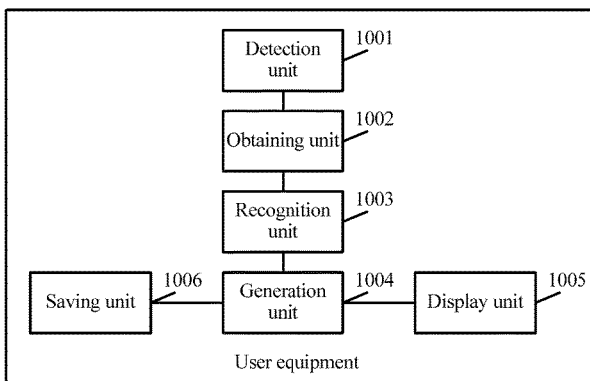 Detection
unit
1001
Obtaining unit
1002
Recognition
unit
1003
Saving unit
1006
Generation
unit
1004
Display unit
1005
User equipment